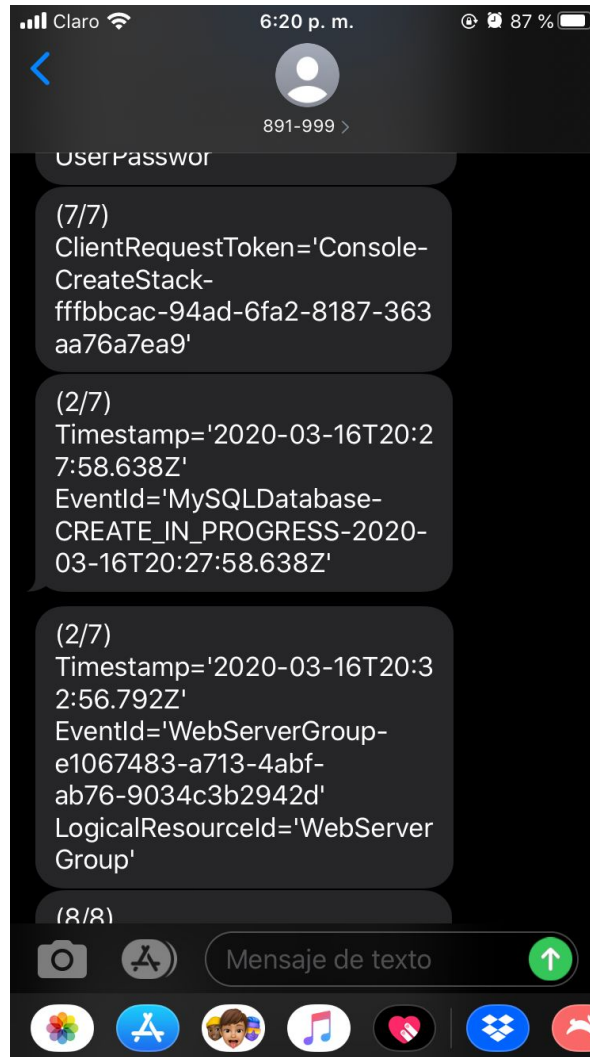 Claro
6:20 p. m.
87 %
891-999
UserPasswor
(7/7)
ClientRequestToken='Console-
CreateStack-
fffbbcac-94ad-6fa2-8187-363
aa76a7ea9'
(2/7)
Timestamp='2020-03-16T20:2
7:58.638Z'
EventId='MySQLDatabase-
CREATE_IN_PROGRESS-2020-
03-16T20:27:58.638Z'
(2/7)
Timestamp='2020-03-16T20:3
2:56.792Z'
EventId='WebServerGroup-
e1067483-a713-4abf-
ab76-9034c3b2942d'
LogicalResourceId='WebServer
Group'
(8/8)
Mensaje de texto